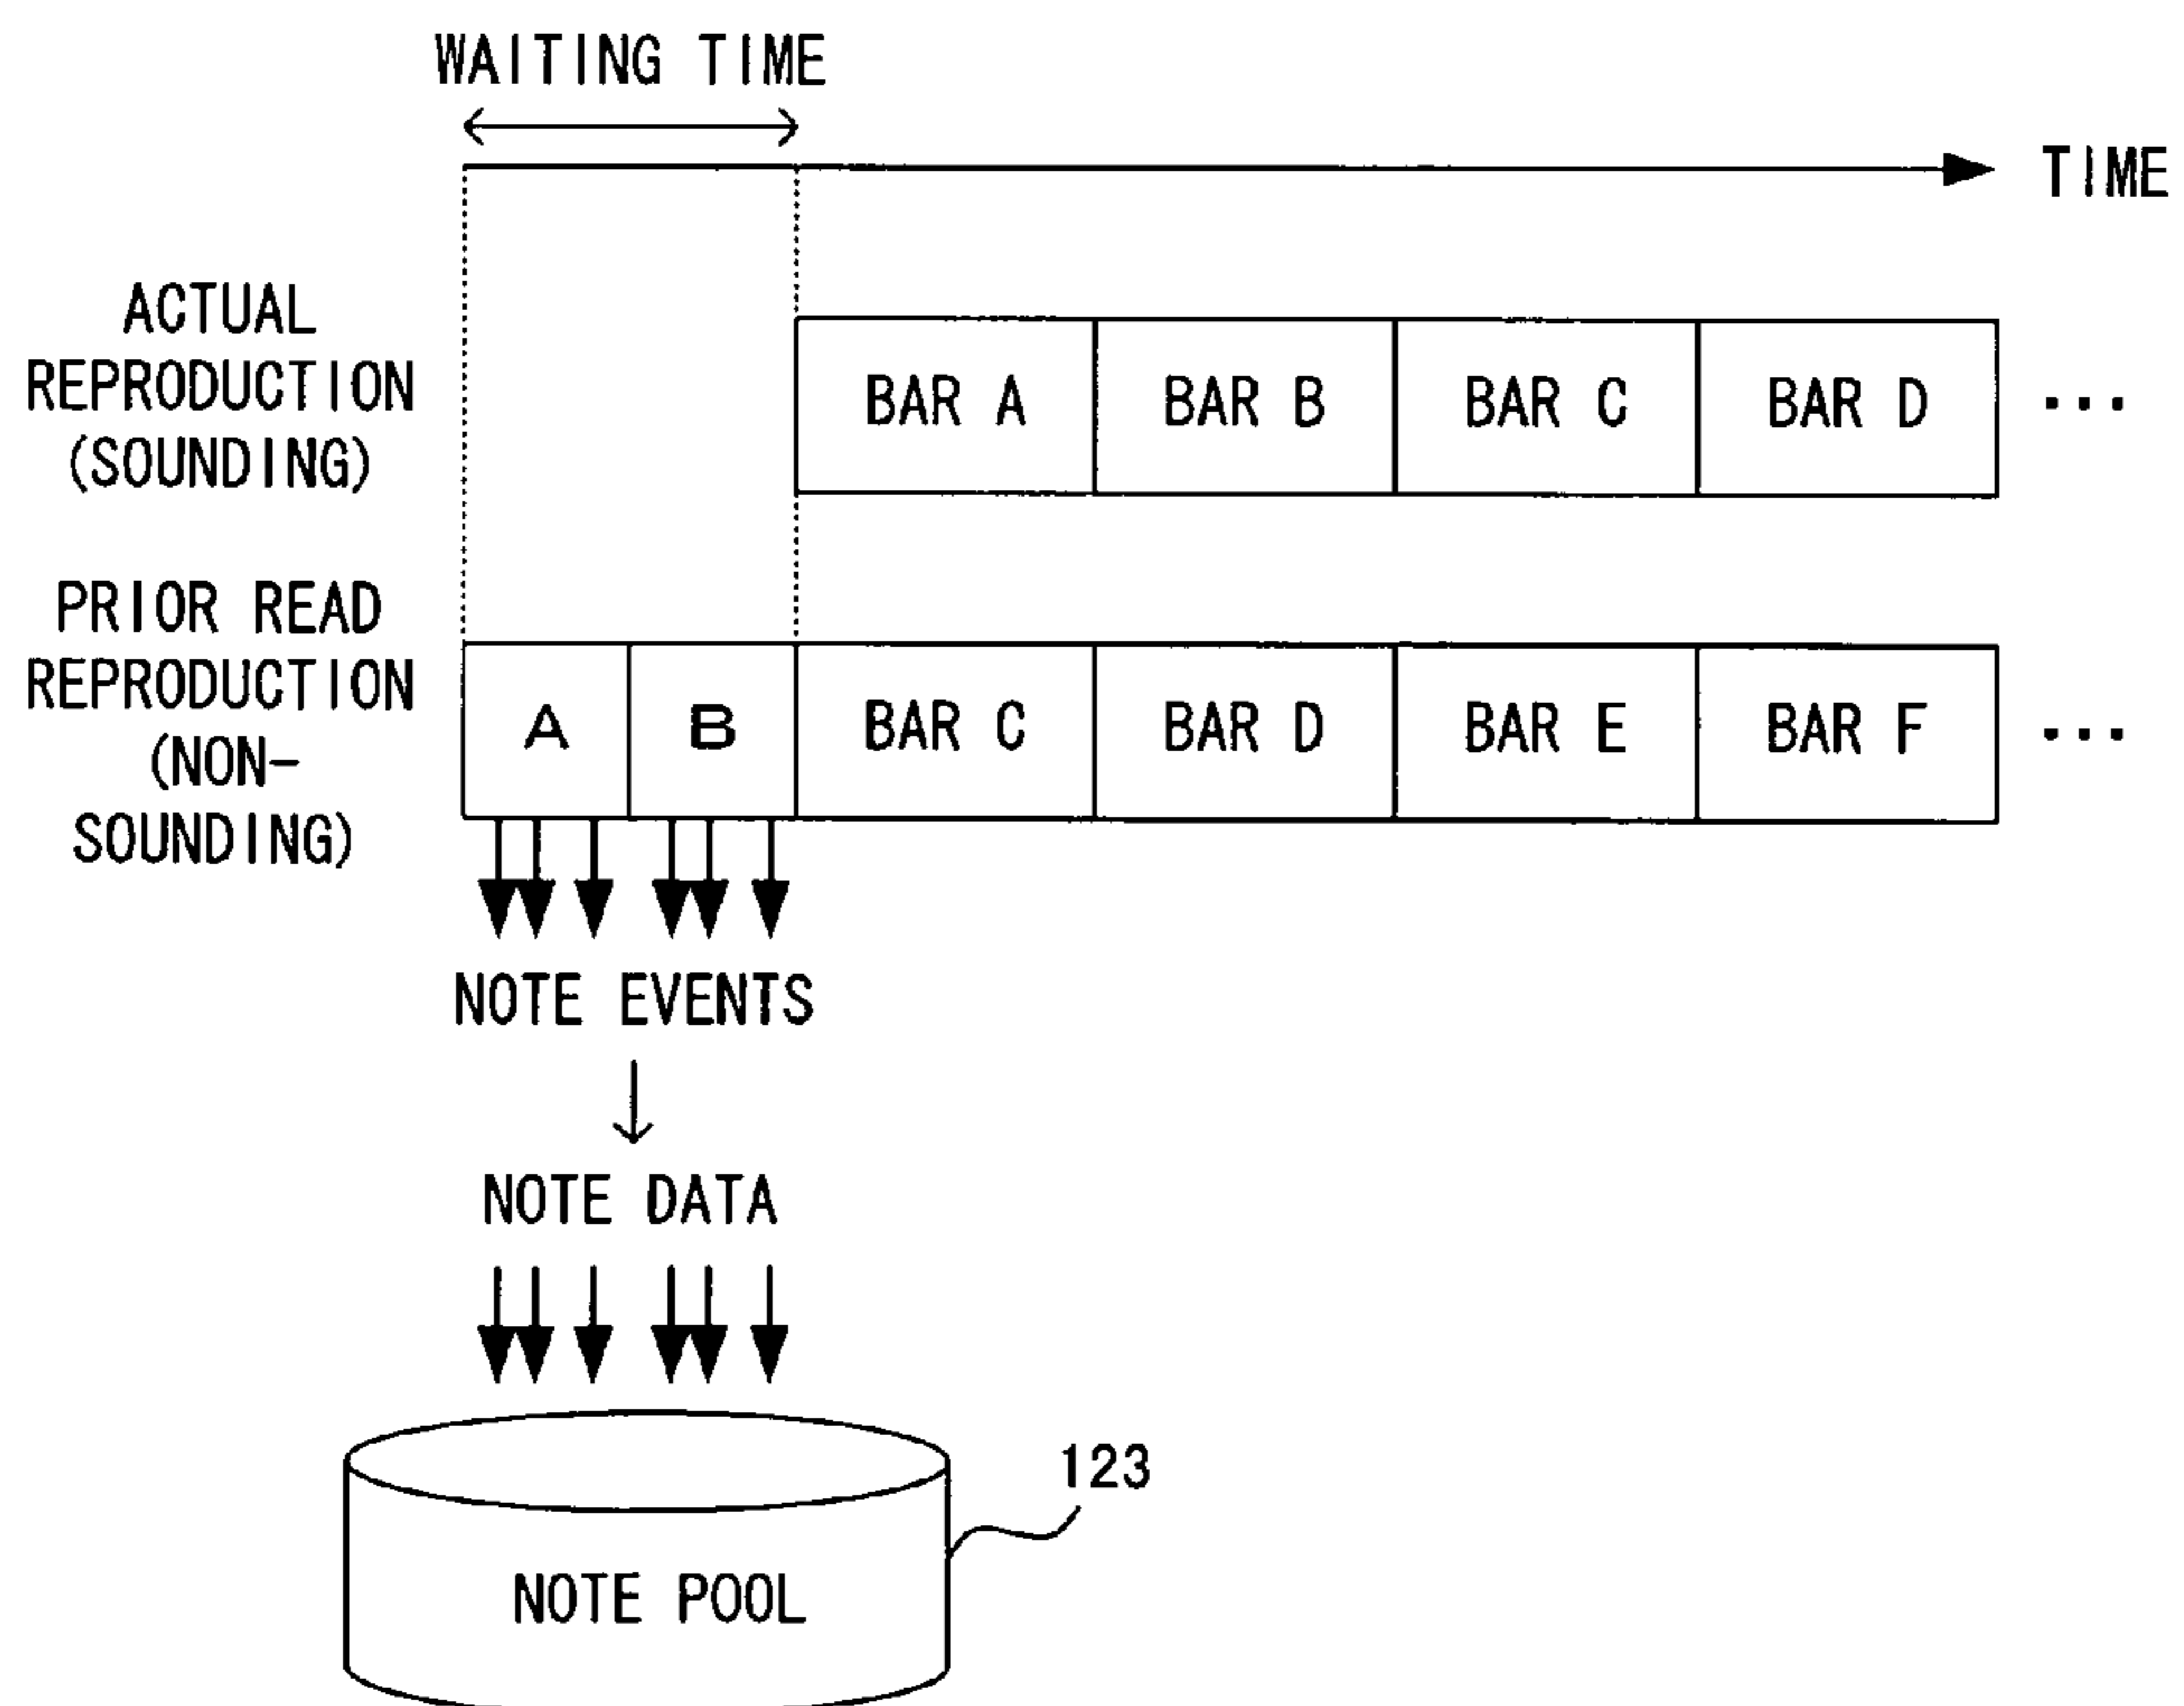 WAITING TIME
TIME
ACTUAL
REPRODUCTION
(SOUNDING)
BAR A BAR B BAR C BAR D ...
PRIOR READ
REPRODUCTION
(NON-
SOUNDING)
A B BAR C BAR D BAR E BAR F ...
NOTE EVENTS
NOTE DATA
123
NOTE POOL